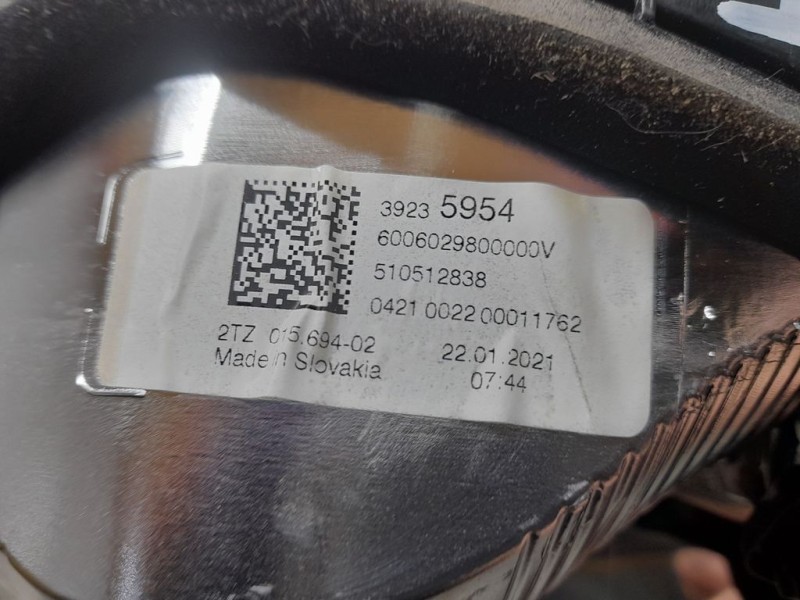 3923 5954
6006029800000V
510512838
0421 0022 00011762
2TZ 015.694-02
Made in Slovakia
22.01.2021
07:44